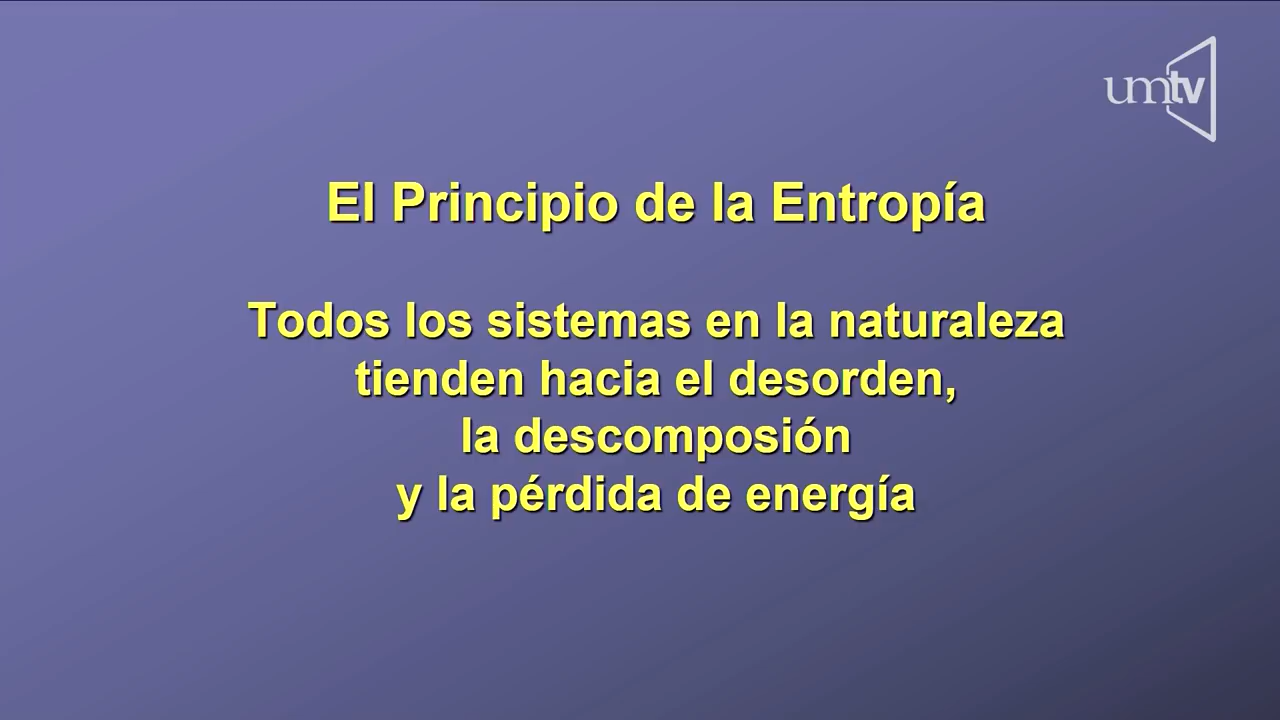 umtv
El Principio de la Entropía
Todos los sistemas en la naturaleza
tienden hacia el desorden,
la descomposión
y la pérdida de energía